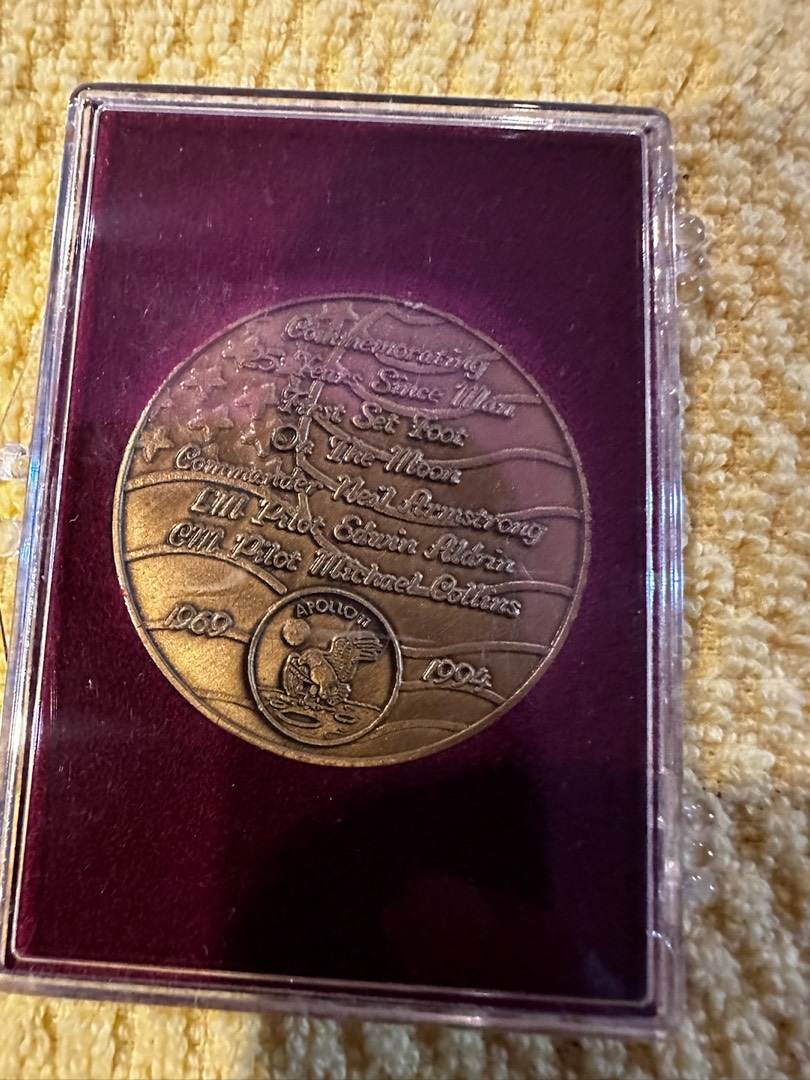 Commemorating
25 Years Since Man
First Set Foot
On The Moon
Commander Neil Armstrong
LM Pilot Edwin Aldrin
CM Pilot Michael Collins
1969
APOLLO 11
1994